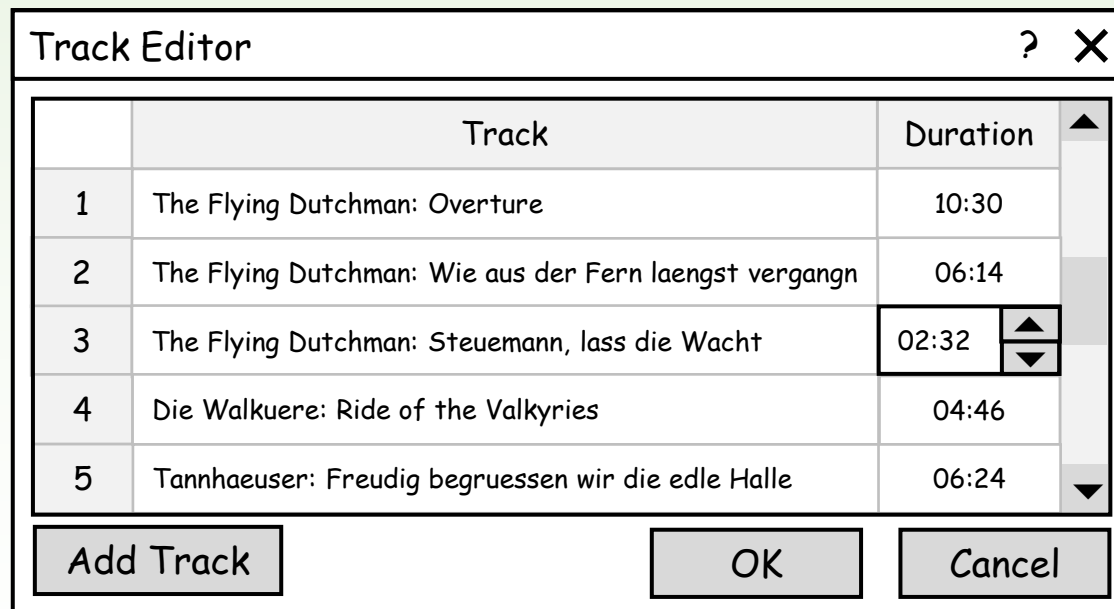 Track Editor ?
Track Duration
1 The Flying Dutchman: Overture 10:30
2 The Flying Dutchman: Wie aus der Fern laengst vergangn 06:14
3 The Flying Dutchman: Steuemann, lass die Wacht 02:32
4 Die Walkuere: Ride of the Valkyries 04:46
5 Tannhaeuser: Freudig begruessen wir die edle Halle 06:24
Add Track OK Cancel